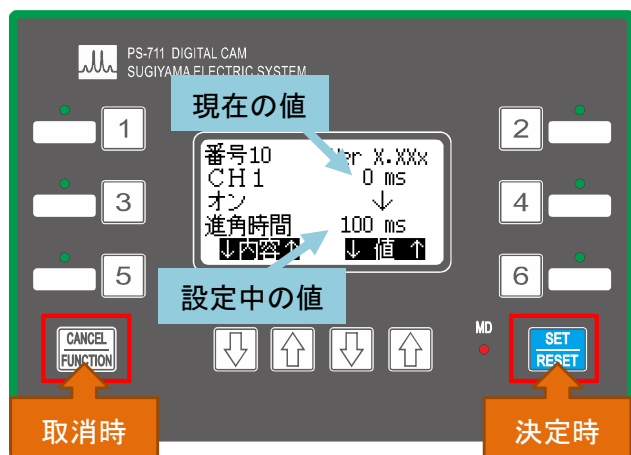 PS-711 DIGITAL CAM
SUGIYAMA ELECTRIC SYSTEM
現在の値
1
2
番号10 Ver X.XXx
CH1 0 ms
オン ↓
進角時間 100 ms
↓内容↑ ↓ 値 ↑
3
4
5
6
設定中の値
CANCEL
FUNCTION
MD
SET
RESET
取消時
決定時